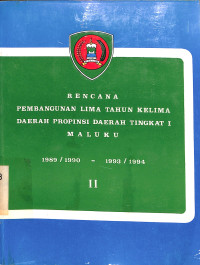 RENCANA
PEMBANGUNAN LIMA TAHUN KELIMA
DAERAH PROPINSI DAERAH TINGKAT I
MALUKU
1989 / 1990 - 1993 / 1994
II